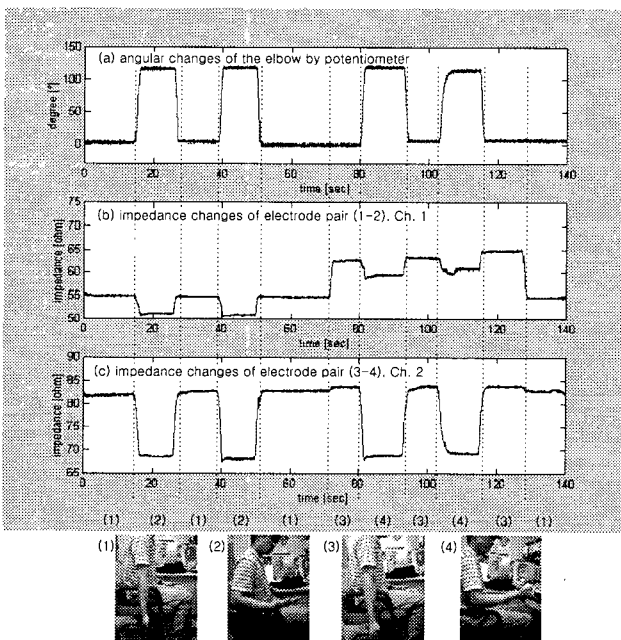 (a) angular changes of the elbow by potentiometer
150
100
50
0
degree [°]
0 20 40 60 80 100 120 140
time [sec]
(b) impedance changes of electrode pair (1-2). Ch. 1
75
70
65
60
55
50
impedance [ohm]
0 20 40 60 80 100 120 140
time [sec]
(c) impedance changes of electrode pair (3-4). Ch. 2
90
85
80
75
70
65
impedance [ohm]
0 20 40 60 80 100 120 140
time [sec]
(1) (2) (1) (2) (1) (3) (4) (3) (4) (3) (1)
(1) (2) (3) (4)